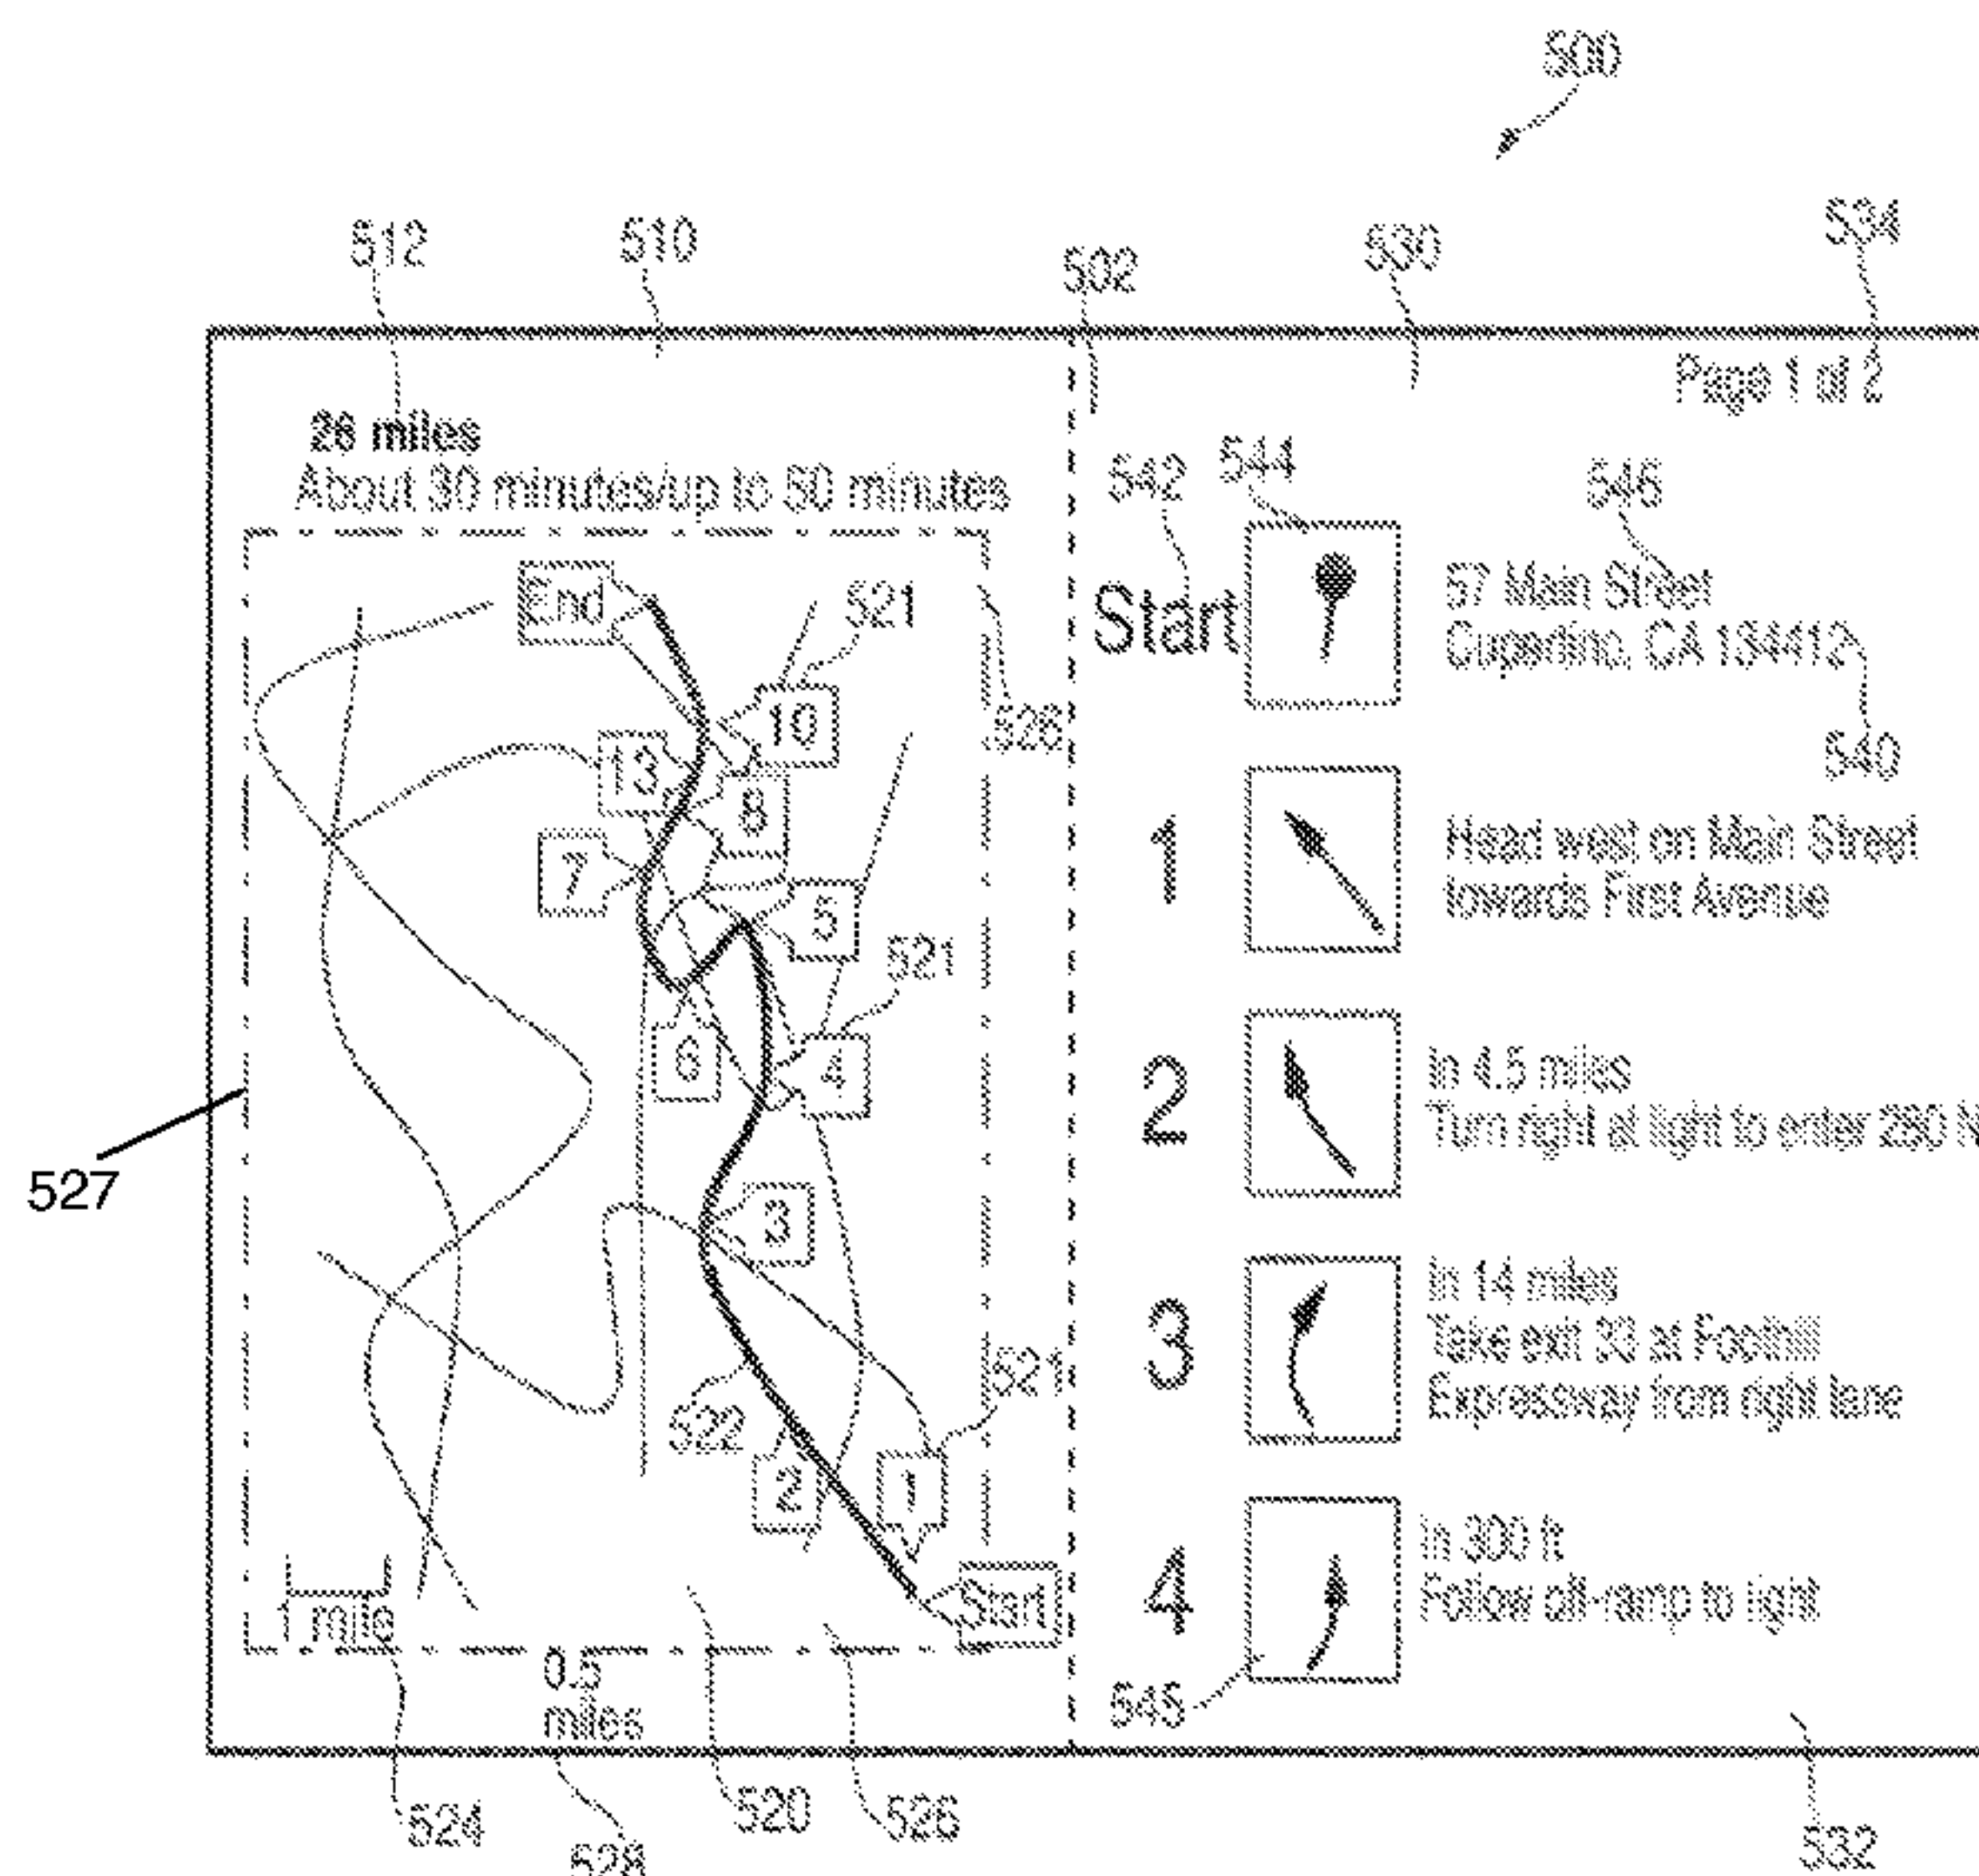 500
512
510
502
530
534
Page 1 of 2
26 miles
About 30 minutes/up to 50 minutes
End
521
10
526
13
8
7
5
521
6
4
527
3
521
522
2
1
1 mile
Start
0.5
miles
524
528
520
526
542
544
546
Start
57 Main Street
Cupertino, CA 134412
540
1
Head west on Main Street
towards First Avenue
2
In 4.5 miles
Turn right at light to enter 280 N
3
In 14 miles
Take exit 33 at Foothill
Expressway from right lane
4
In 300 ft
Follow off-ramp to light
545
532